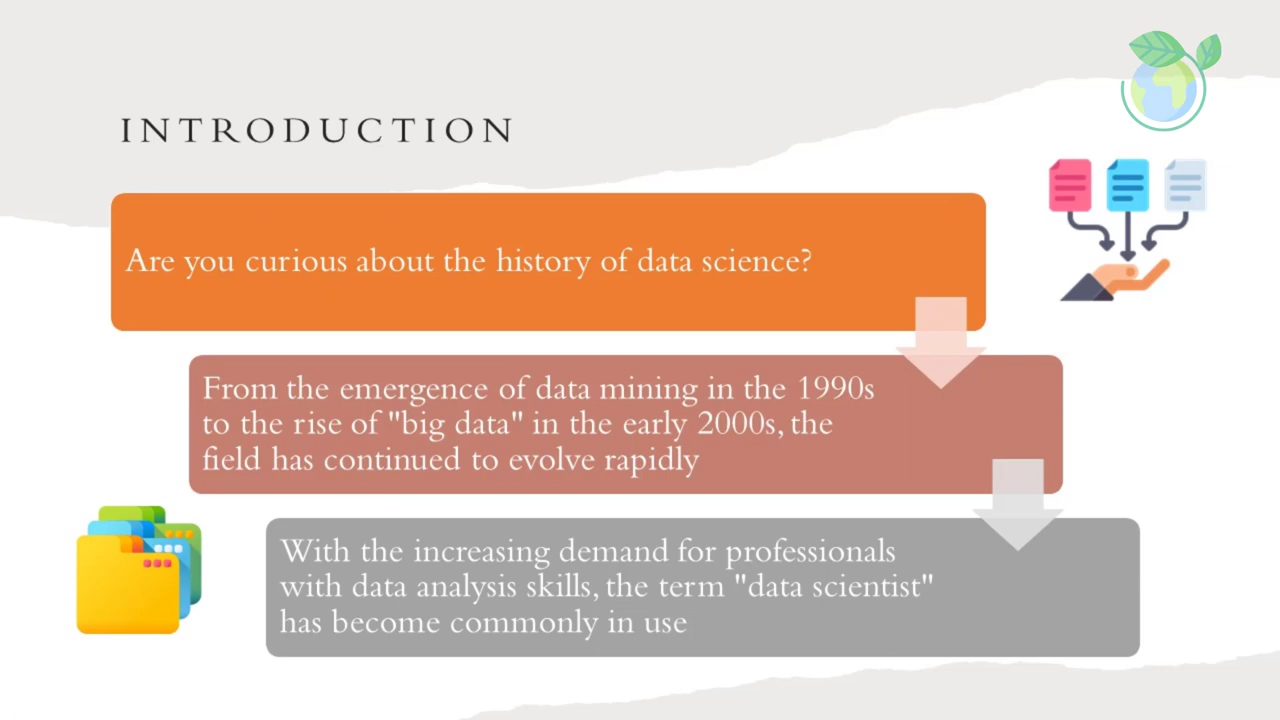 INTRODUCTION
Are you curious about the history of data science?
From the emergence of data mining in the 1990s
to the rise of "big data" in the early 2000s, the
field has continued to evolve rapidly
With the increasing demand for professionals
with data analysis skills, the term "data scientist"
has become commonly in use